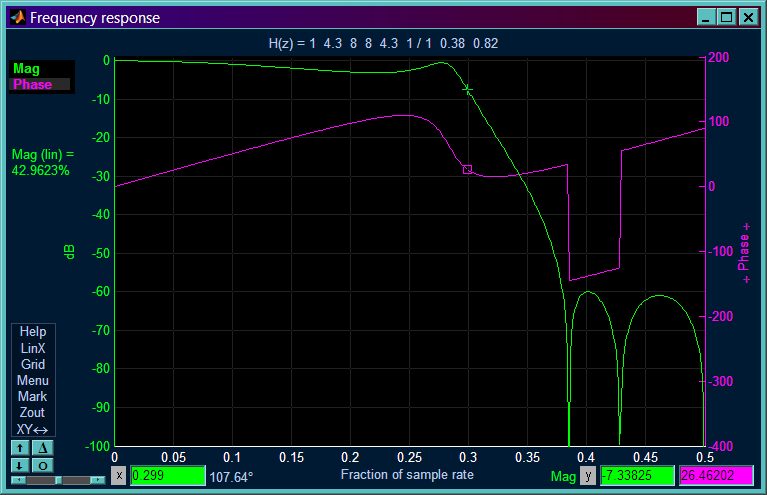 Frequency response
H(z) = 1 4.3 8 8 4.3 1 / 1 0.38 0.82
Mag
Phase
Mag (lin) =
42.9623%
0
-10
-20
-30
-40
-50
-60
-70
-80
-90
-100
dB
200
100
0
-100
-200
-300
-400
+ Phase +
Help
LinX
Grid
Menu
Mark
Zout
XY↔
↑ Δ
↓ O
0 0.05 0.1 0.15 0.2 0.25 0.3 0.35 0.4 0.45 0.5
x 0.299 107.64° Fraction of sample rate Mag y -7.33825 26.46202